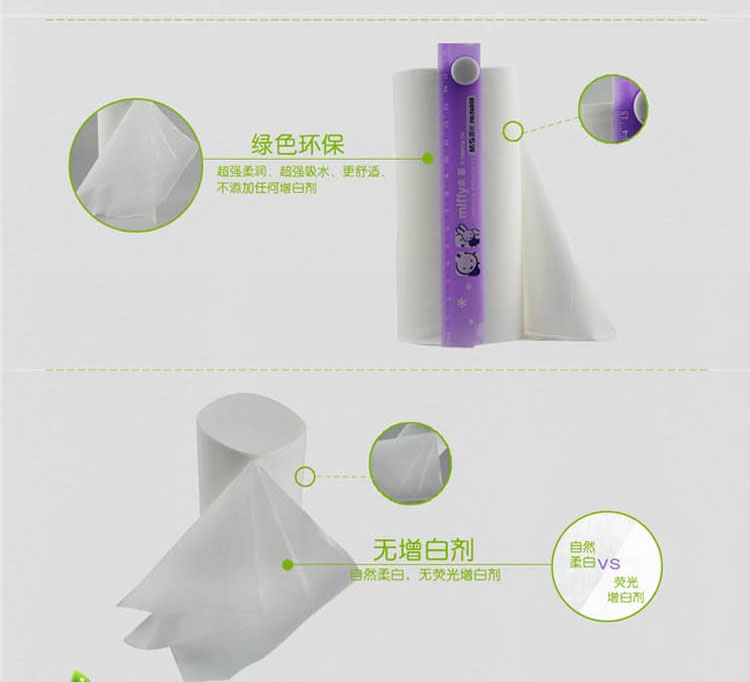 绿色环保
超强柔润、超强吸水、更舒适、
不添加任何增白剂
miffy
M&G
无增白剂
自然柔白，无荧光增白剂
自然
柔白
VS
荧光
增白剂